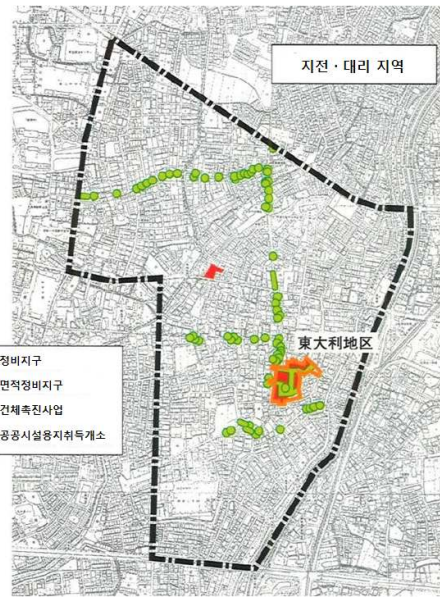 지전 · 대리 지역
東大利地区
정비지구
면적정비지구
건체촉진사업
공공시설용지취득개소